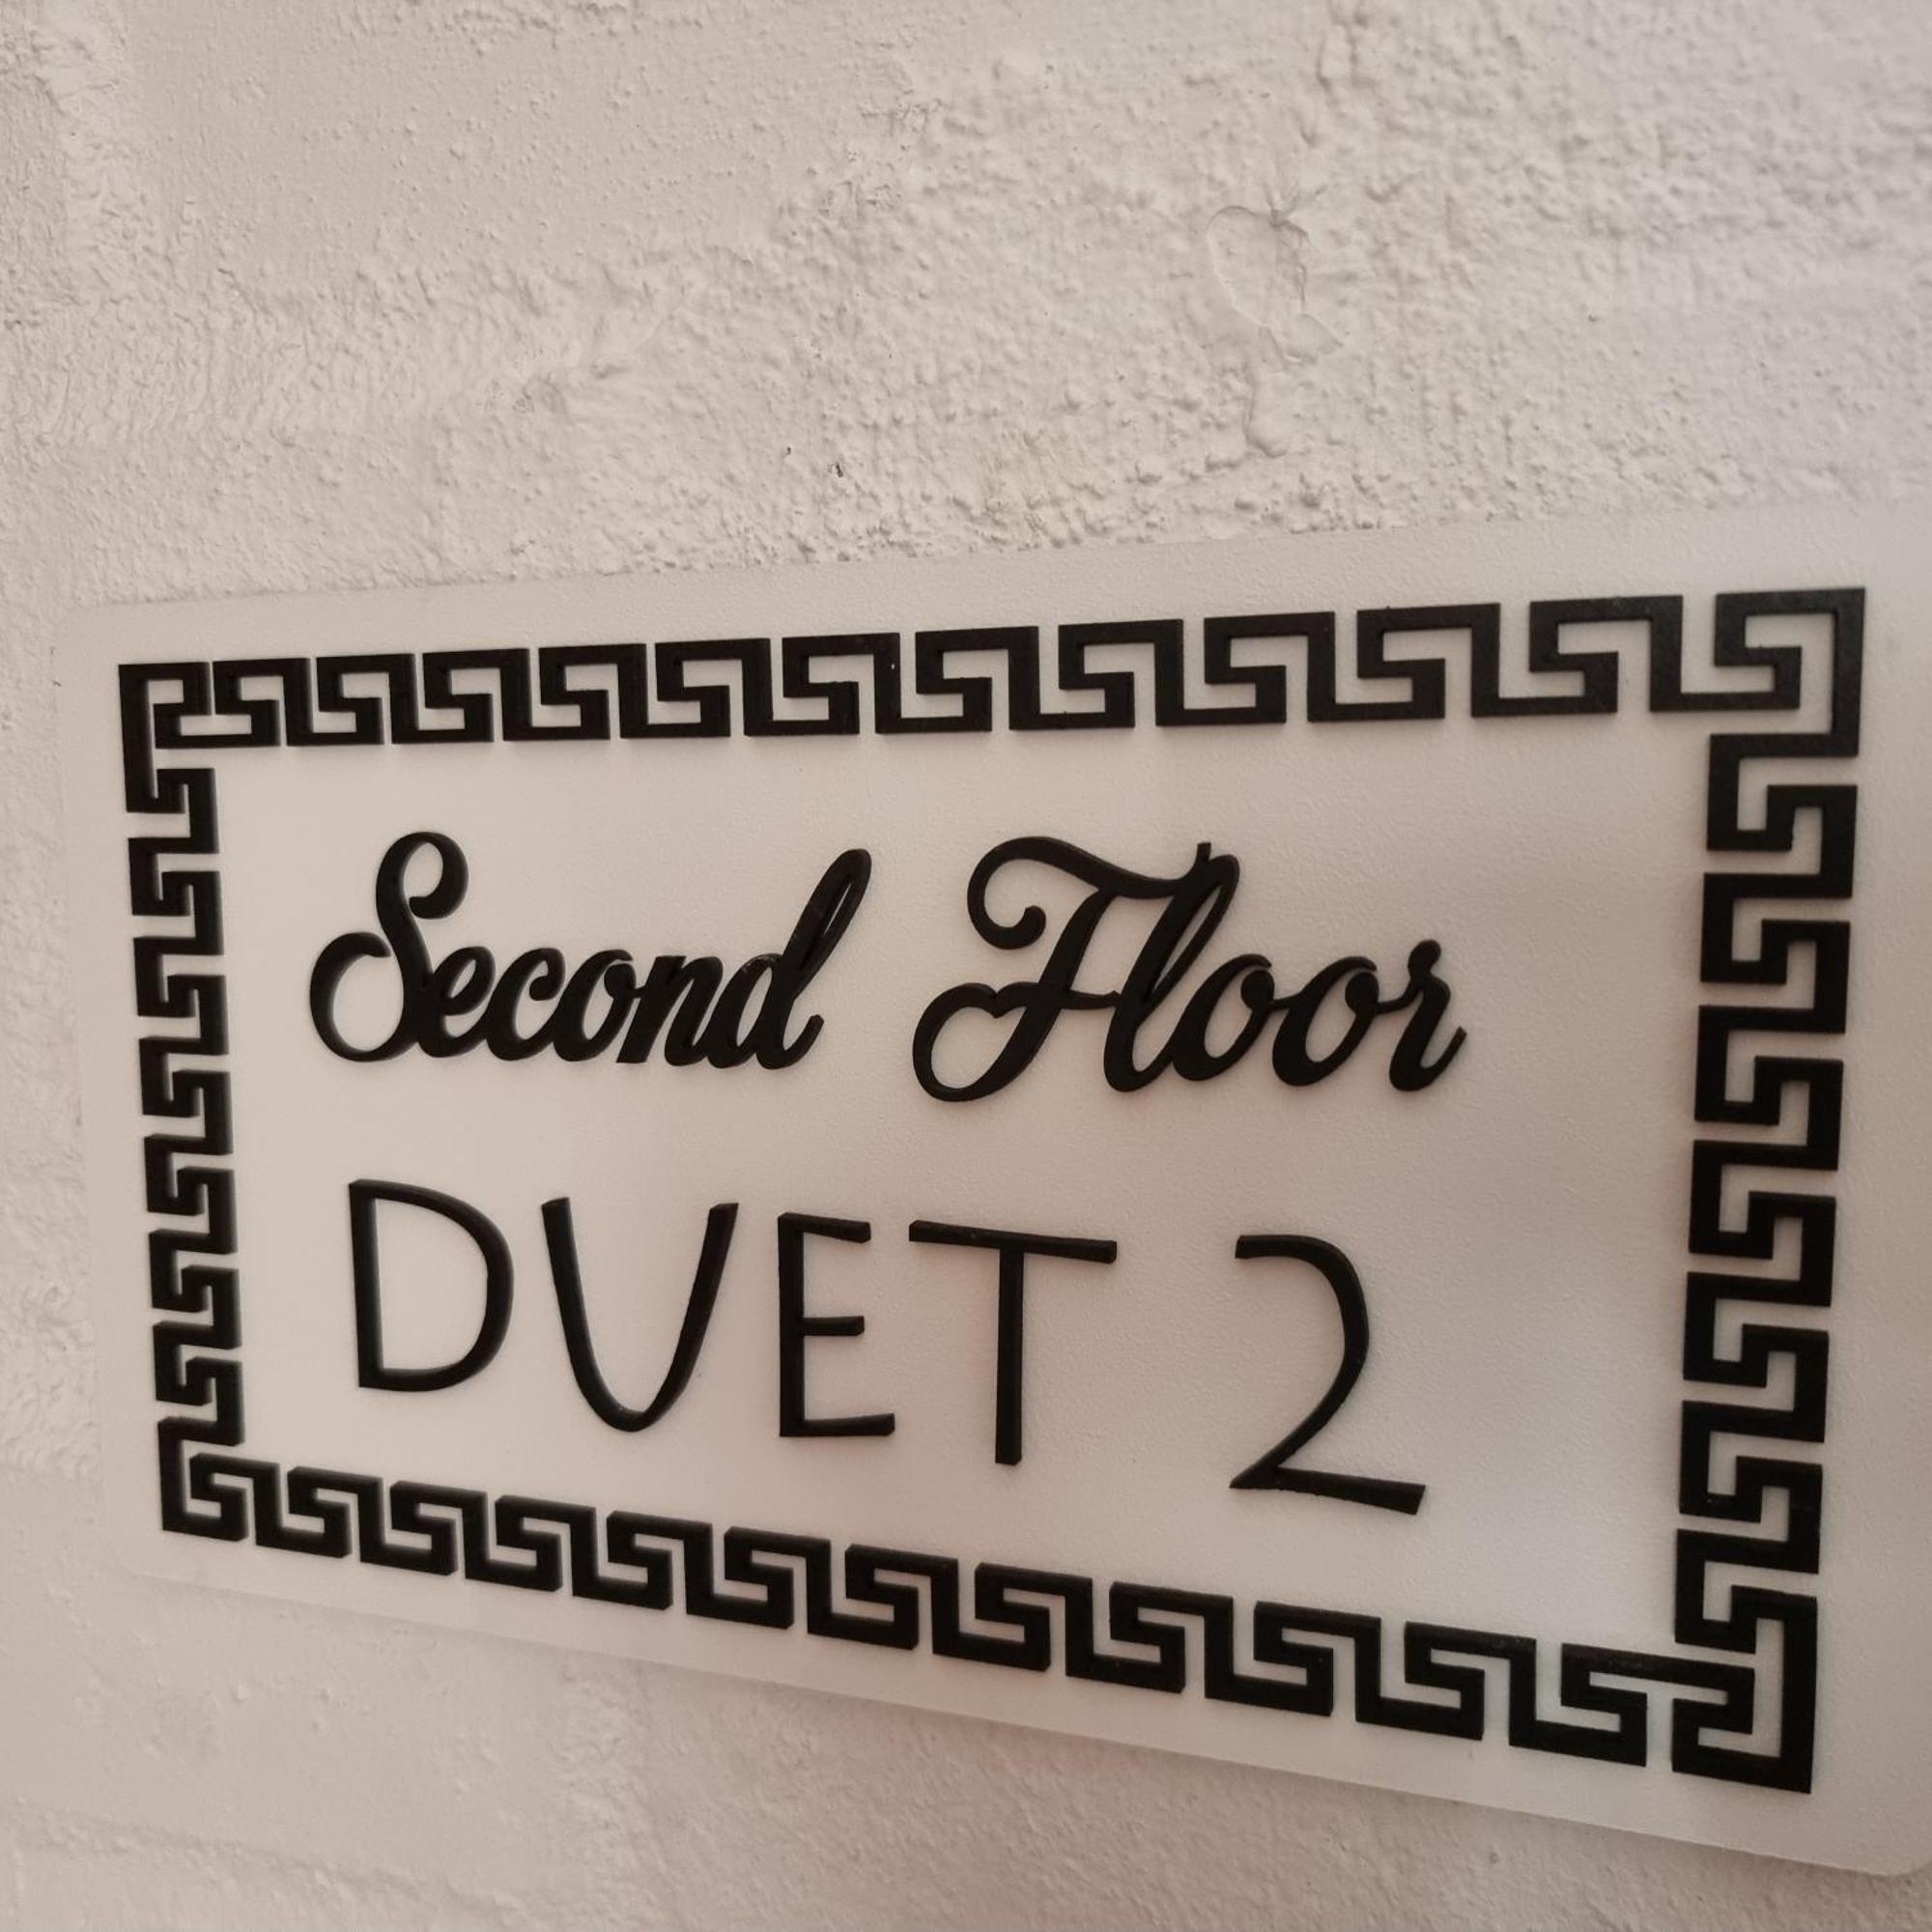 Second Floor
DUET 2